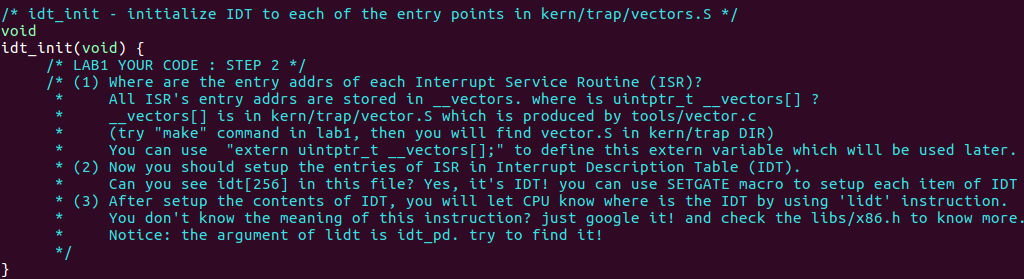 /* idt_init - initialize IDT to each of the entry points in kern/trap/vectors.S */
void
idt_init(void) {
/* LAB1 YOUR CODE : STEP 2 */
/* (1) Where are the entry addrs of each Interrupt Service Routine (ISR)?
* All ISR's entry addrs are stored in __vectors. where is uintptr_t __vectors[] ?
* __vectors[] is in kern/trap/vector.S which is produced by tools/vector.c
* (try "make" command in lab1, then you will find vector.S in kern/trap DIR)
* You can use "extern uintptr_t __vectors[];" to define this extern variable which will be used later.
* (2) Now you should setup the entries of ISR in Interrupt Description Table (IDT).
* Can you see idt[256] in this file? Yes, it's IDT! you can use SETGATE macro to setup each item of IDT
* (3) After setup the contents of IDT, you will let CPU know where is the IDT by using 'lidt' instruction.
* You don't know the meaning of this instruction? just google it! and check the libs/x86.h to know more.
* Notice: the argument of lidt is idt_pd. try to find it!
*/
}